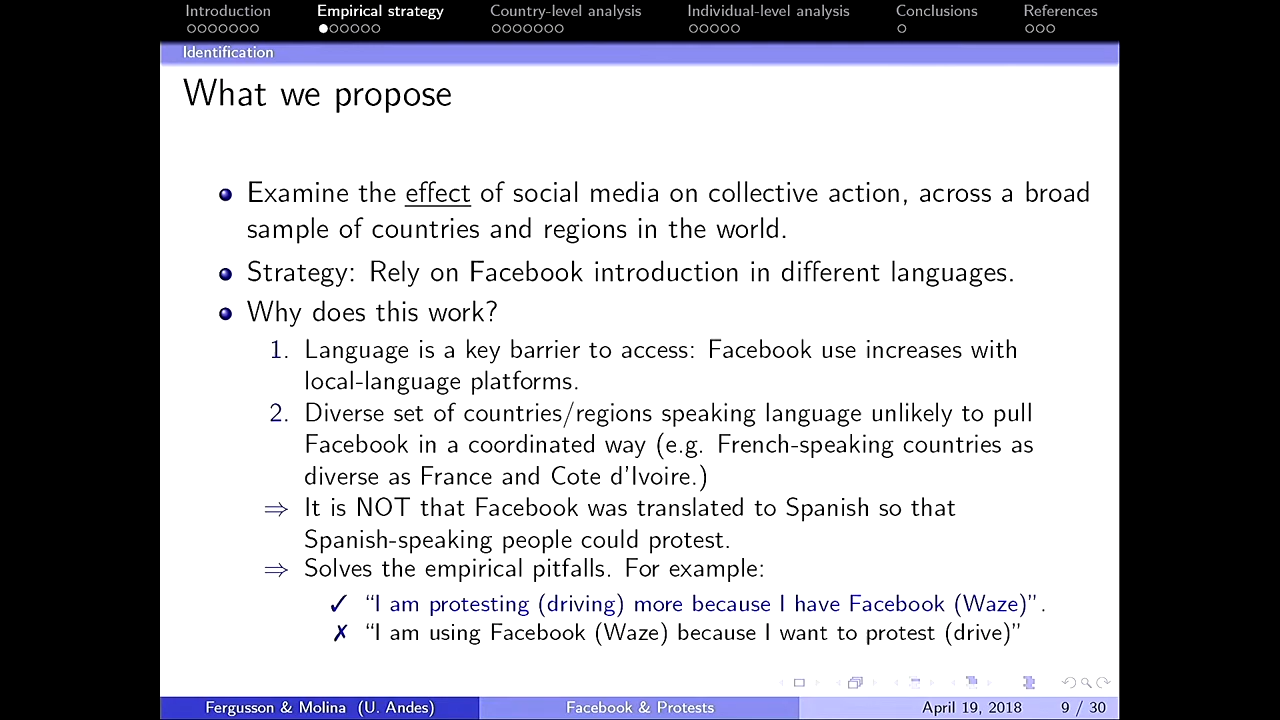 Introduction Empirical strategy Country-level analysis Individual-level analysis Conclusions References
Identification
What we propose
Examine the effect of social media on collective action, across a broad
sample of countries and regions in the world.
Strategy: Rely on Facebook introduction in different languages.
Why does this work?
1. Language is a key barrier to access: Facebook use increases with
local-language platforms.
2. Diverse set of countries/regions speaking language unlikely to pull
Facebook in a coordinated way (e.g. French-speaking countries as
diverse as France and Cote d'Ivoire.)
⇒ It is NOT that Facebook was translated to Spanish so that
Spanish-speaking people could protest.
⇒ Solves the empirical pitfalls. For example:
✓ “I am protesting (driving) more because I have Facebook (Waze)”.
✗ “I am using Facebook (Waze) because I want to protest (drive)”
Fergusson & Molina (U. Andes) Facebook & Protests April 19, 2018 9 / 30